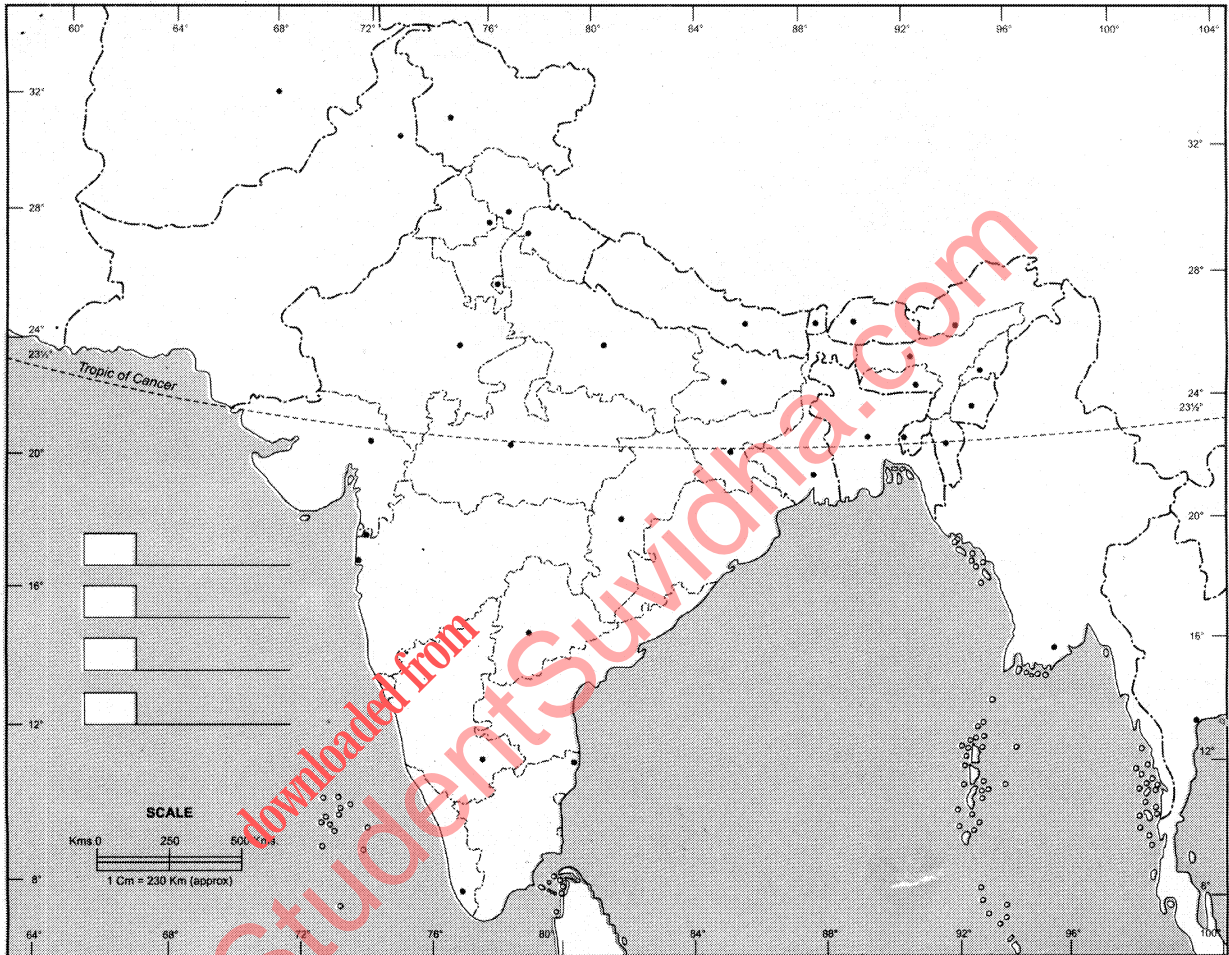 60° 64° 68° 72° 76° 80° 84° 88° 92° 96° 100° 104°
32°
32°
28°
28°
24°
23½°
Tropic of Cancer
24°
23½°
20°
20°
16°
16°
12°
12°
SCALE
Kms 0 250 500 Kms.
1 Cm = 230 Km (approx)
8°
8°
64° 68° 72° 76° 80° 84° 88° 92° 96° 100°
downloaded from
StudentSuvidha.com